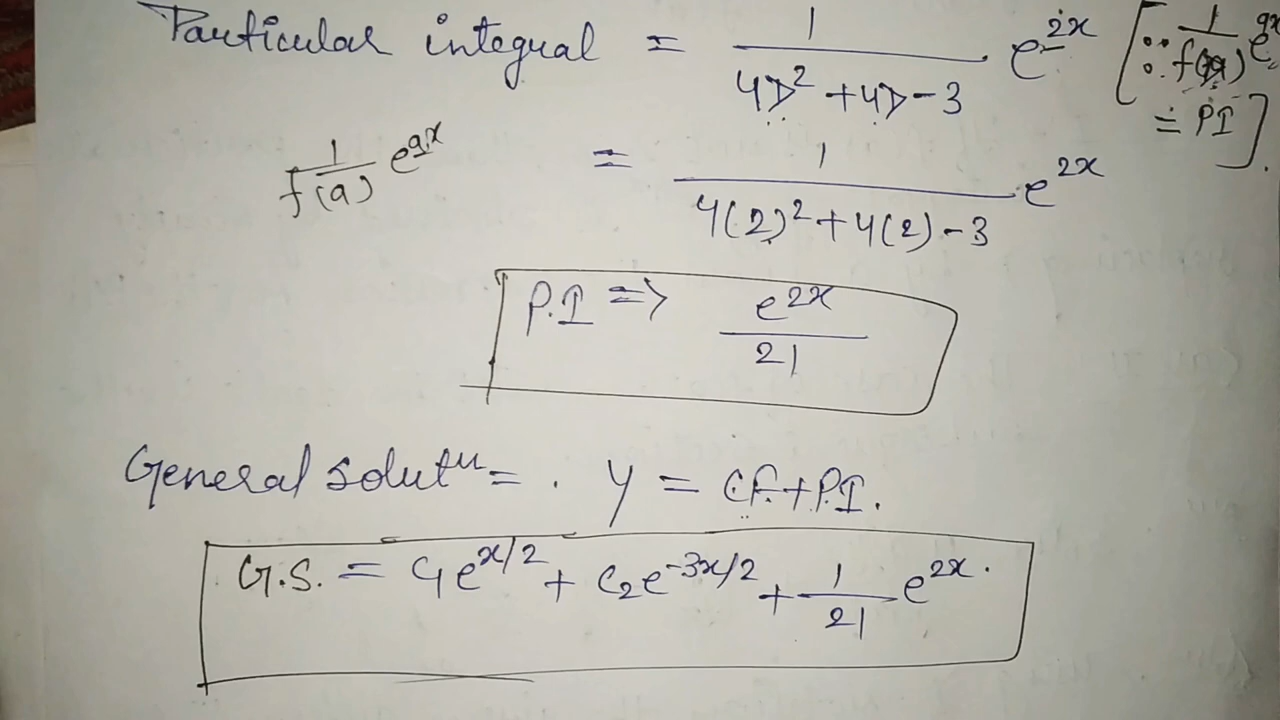 Particular integral = 1/(4D² + 4D - 3) e^2x [∵ 1/f(a) e^ax
= PI].
1/f(a) e^ax
= 1/(4(2)² + 4(2) - 3) e^2x
P.I => e^2x/21
General solutn = . y = CF + P.I.
G.S. = C₁e^x/2 + C₂e^-3x/2 + 1/21 e^2x.